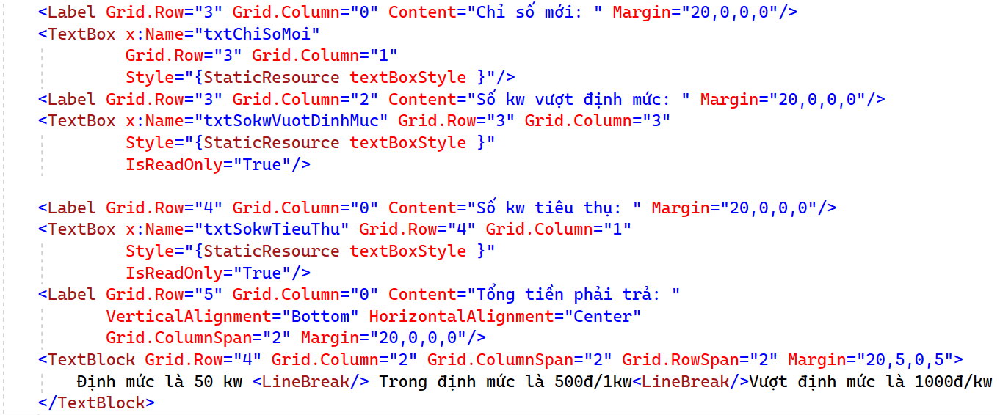 <Label Grid.Row="3" Grid.Column="0" Content="Chỉ số mới: " Margin="20,0,0,0"/>
<TextBox x:Name="txtChiSoMoi"
Grid.Row="3" Grid.Column="1"
Style="{StaticResource textBoxStyle }"/>
<Label Grid.Row="3" Grid.Column="2" Content="Số kw vượt định mức: " Margin="20,0,0,0"/>
<TextBox x:Name="txtSokwVuotDinhMuc" Grid.Row="3" Grid.Column="3"
Style="{StaticResource textBoxStyle }"
IsReadOnly="True"/>
<Label Grid.Row="4" Grid.Column="0" Content="Số kw tiêu thụ: " Margin="20,0,0,0"/>
<TextBox x:Name="txtSokwTieuThu" Grid.Row="4" Grid.Column="1"
Style="{StaticResource textBoxStyle }"
IsReadOnly="True"/>
<Label Grid.Row="5" Grid.Column="0" Content="Tổng tiền phải trả: "
VerticalAlignment="Bottom" HorizontalAlignment="Center"
Grid.ColumnSpan="2" Margin="20,0,0,0"/>
<TextBlock Grid.Row="4" Grid.Column="2" Grid.ColumnSpan="2" Grid.RowSpan="2" Margin="20,5,0,5">
Định mức là 50 kw <LineBreak/> Trong định mức là 500đ/1kw<LineBreak/>Vượt định mức là 1000đ/kw
</TextBlock>